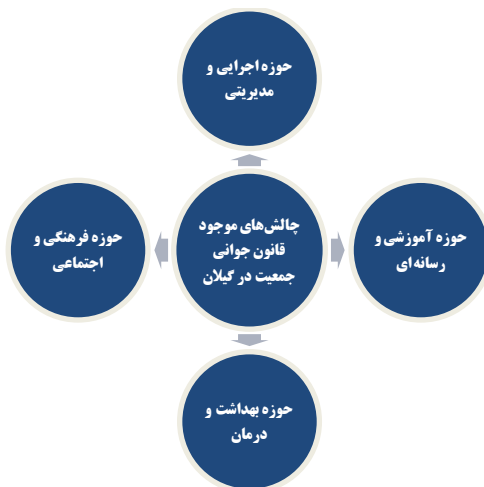 حوزه اجرایی و
مدیریتی
حوزه آموزشی و
رسانه ای
چالش‌های موجود
قانون جوانی
جمعیت در گیلان
حوزه فرهنگی و
اجتماعی
حوزه بهداشت و
درمان